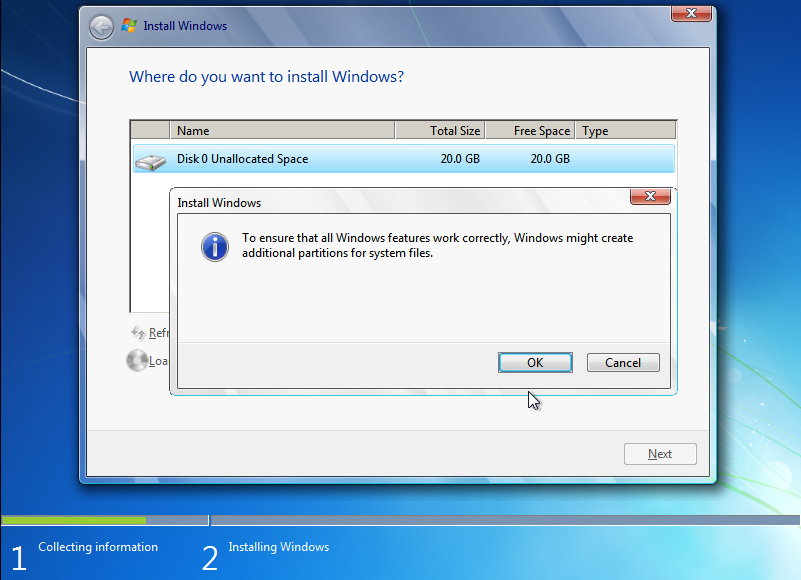 Install Windows
Where do you want to install Windows?
Name Total Size Free Space Type
Disk 0 Unallocated Space 20.0 GB 20.0 GB
Install Windows
To ensure that all Windows features work correctly, Windows might create
additional partitions for system files.
Refr
Loa
OK Cancel
Next
1 Collecting information 2 Installing Windows